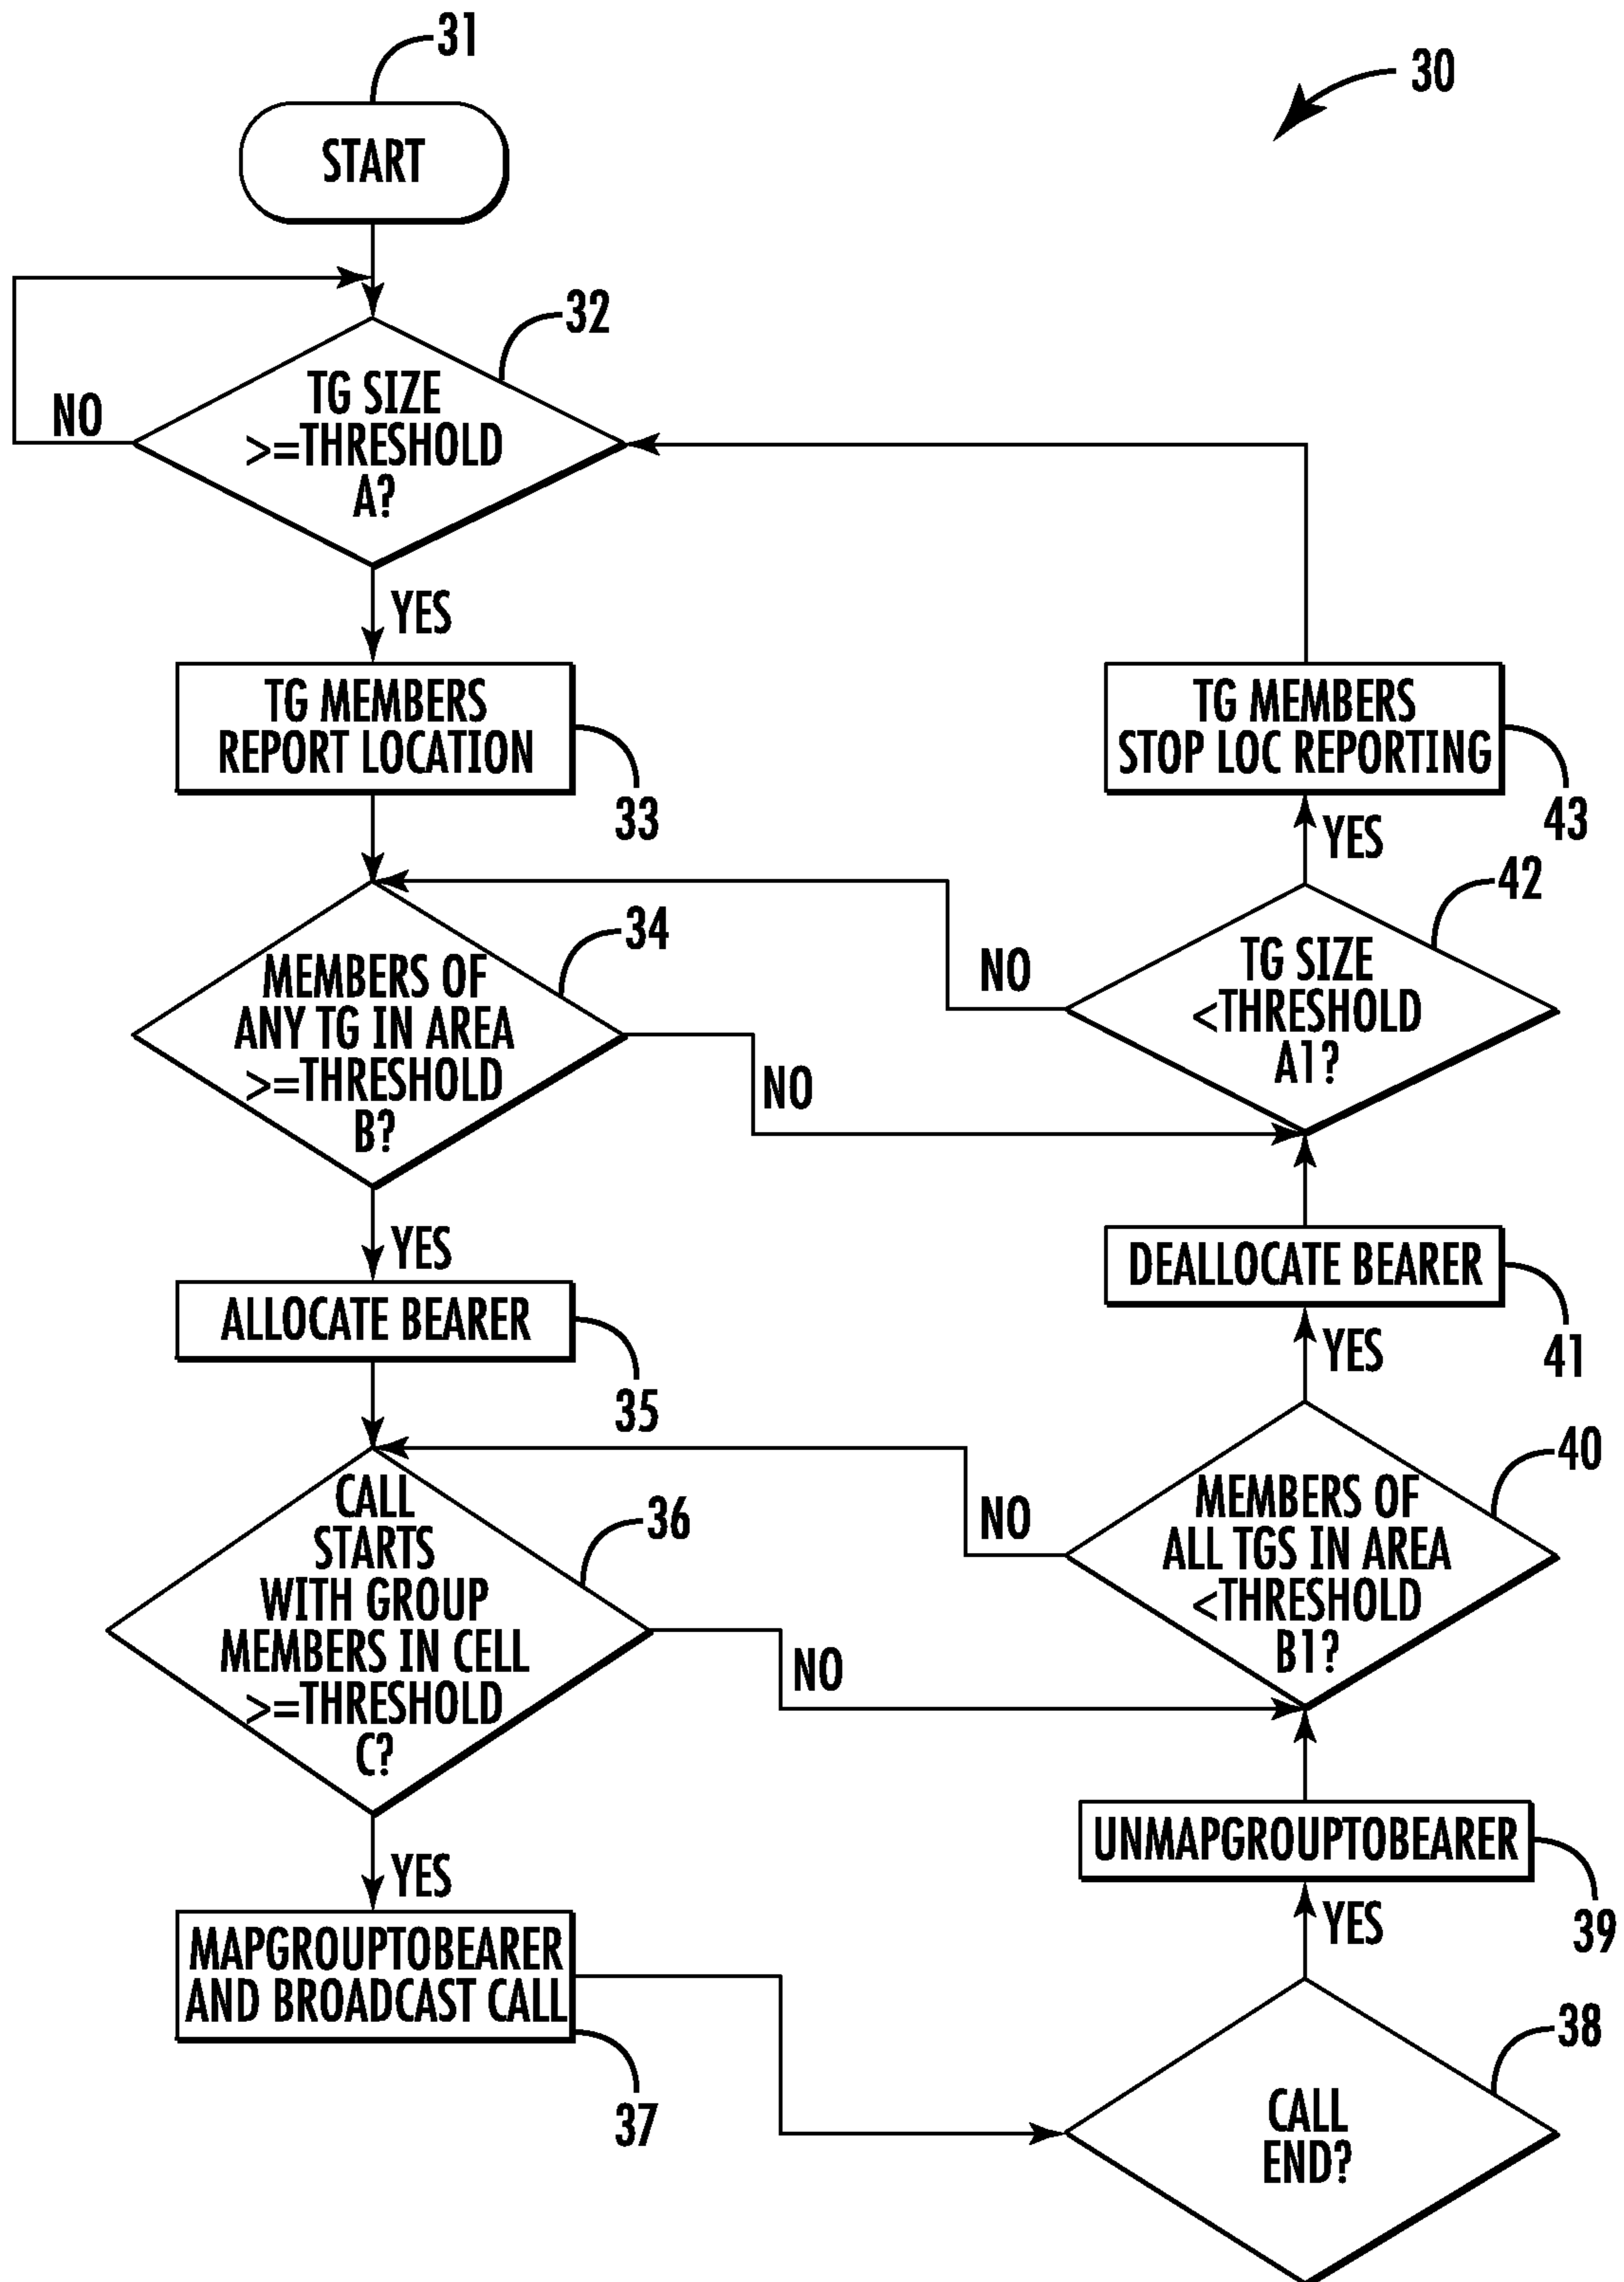 31
30
START
32
TG SIZE
>=THRESHOLD
A?
NO
YES
TG MEMBERS
REPORT LOCATION
33
TG MEMBERS
STOP LOC REPORTING
43
YES
42
TG SIZE
<THRESHOLD
A1?
NO
34
MEMBERS OF
ANY TG IN AREA
>=THRESHOLD
B?
NO
YES
ALLOCATE BEARER
35
DEALLOCATE BEARER
41
YES
40
MEMBERS OF
ALL TGS IN AREA
<THRESHOLD
B1?
NO
CALL
STARTS
WITH GROUP
MEMBERS IN CELL
>=THRESHOLD
C?
36
NO
YES
MAPGROUPTOBEARER
AND BROADCAST CALL
37
UNMAPGROUPTOBEARER
39
YES
38
CALL
END?